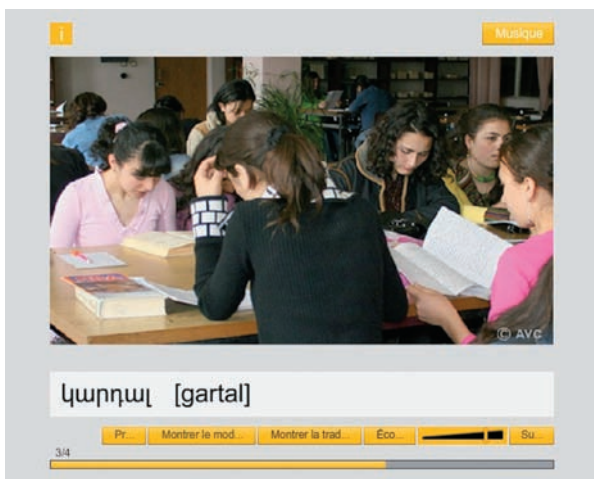 i
Musique
© AVC
կարդալ [gartal]
Pr... Montrer le mod... Montrer la trad... Éco... Su...
3/4